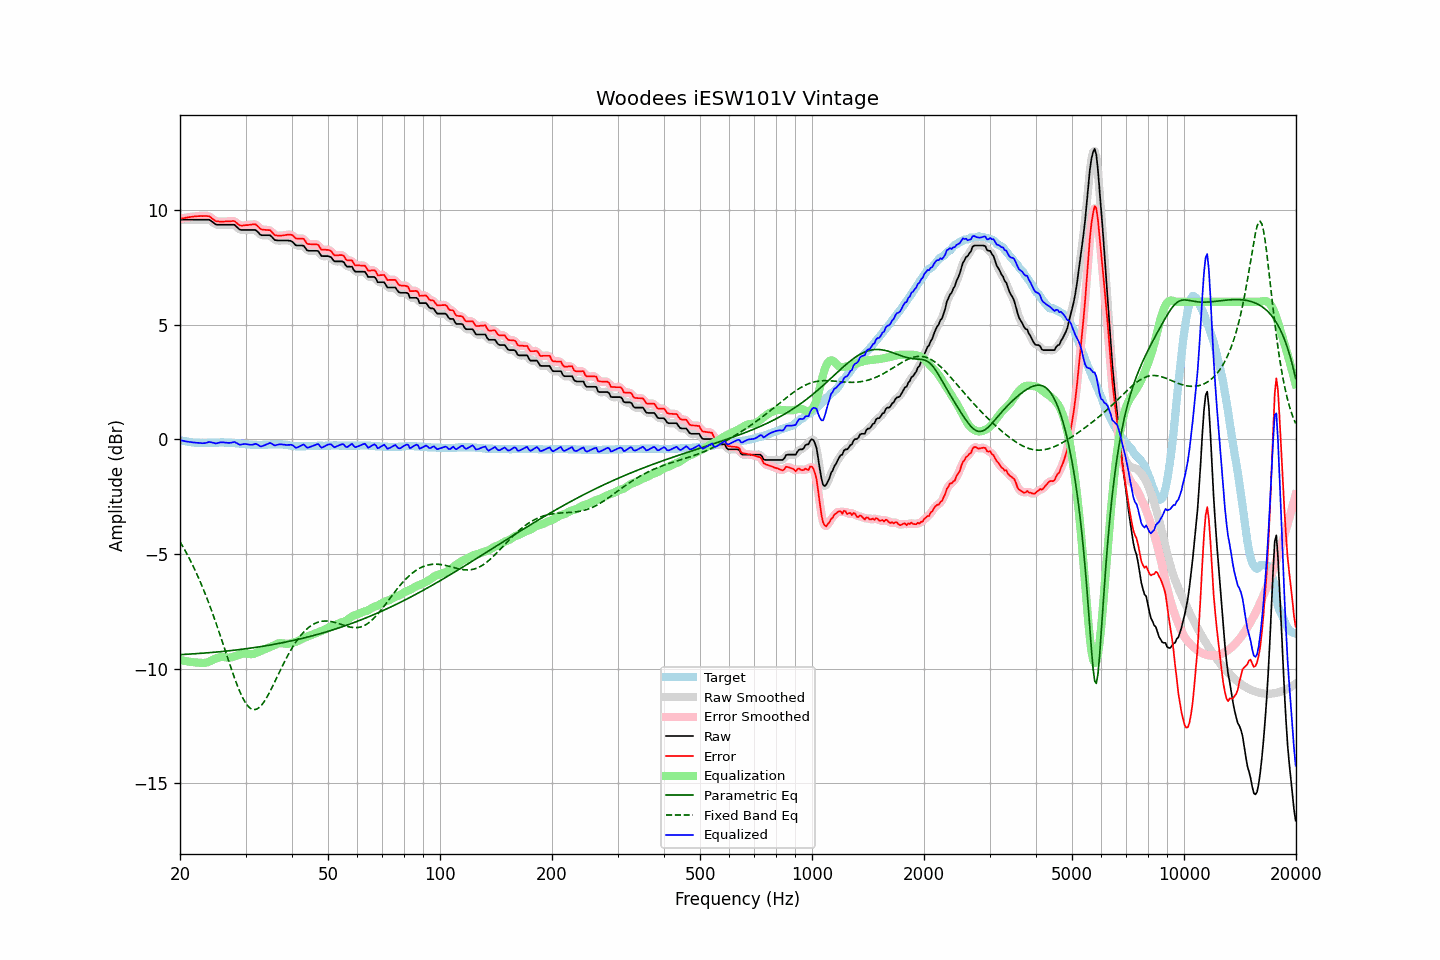 Woodees iESW101V Vintage
Amplitude (dBr)
10
5
0
−5
−10
−15
Target
Raw Smoothed
Error Smoothed
Raw
Error
Equalization
Parametric Eq
Fixed Band Eq
Equalized
20 50 100 200 500 1000 2000 5000 10000 20000
Frequency (Hz)